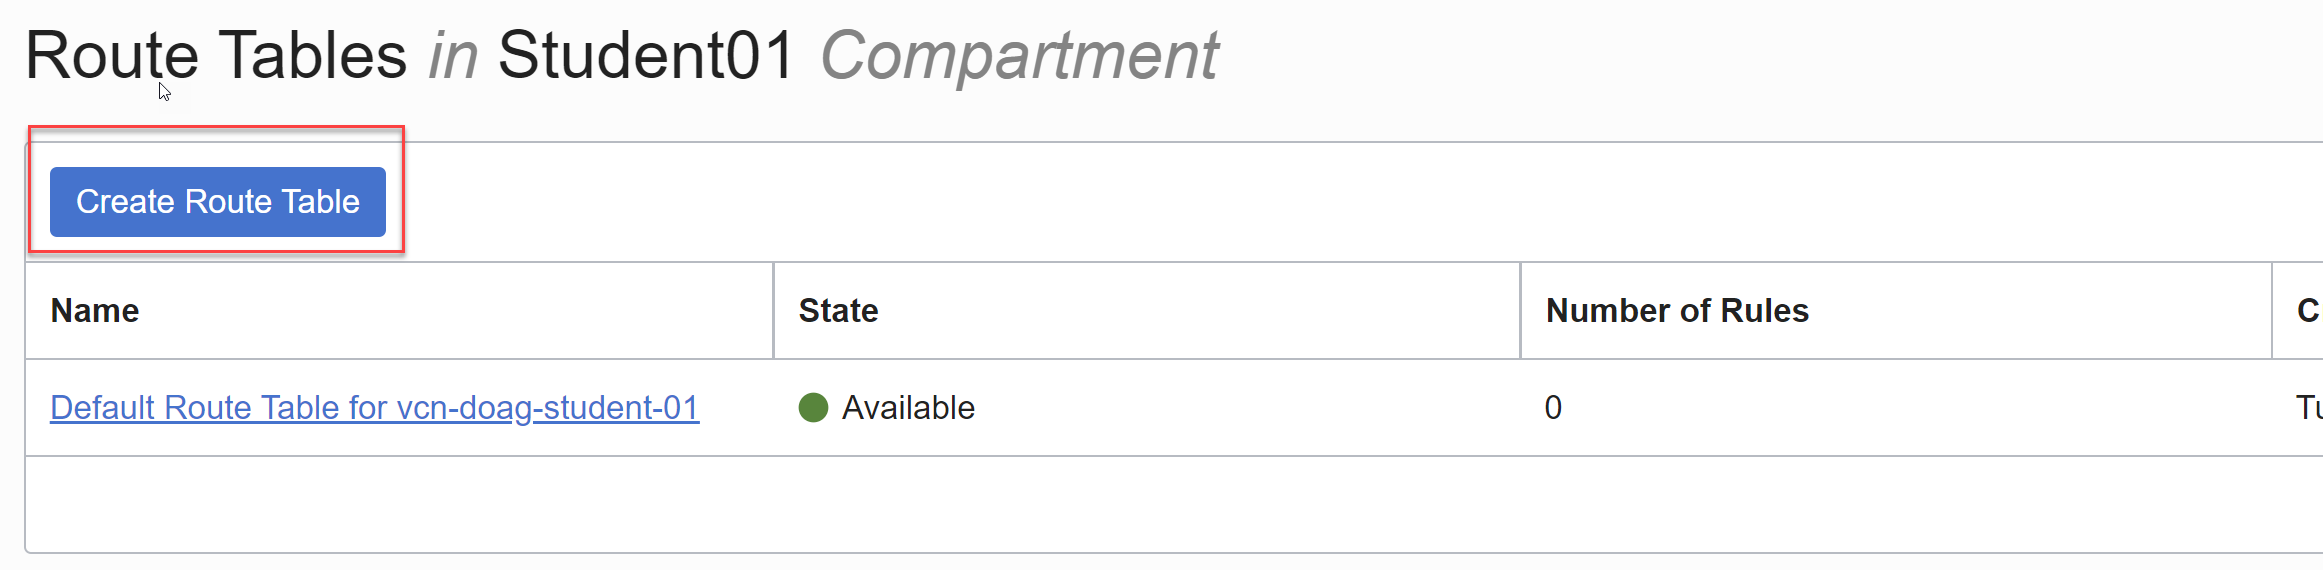 Route Tables in Student01 Compartment
Create Route Table
Name State Number of Rules C
Default Route Table for vcn-doag-student-01 Available 0 Tu